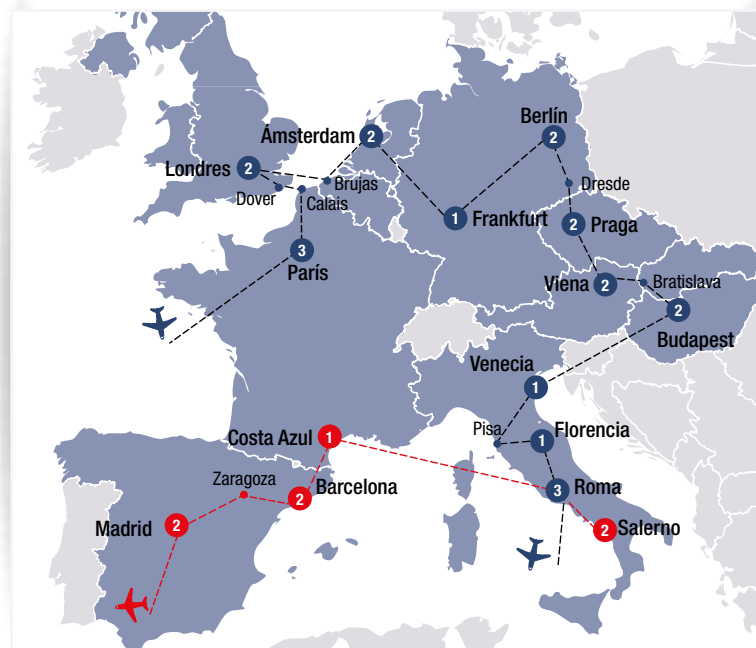 Berlín
2
Ámsterdam 2
Londres 2
Brujas
Dresde
Dover
Calais
1 Frankfurt
2 Praga
3
París
Viena 2
Bratislava
2
Budapest
Venecia
1
Costa Azul 1
Pisa
1 Florencia
Zaragoza
2 Barcelona
3 Roma
Madrid 2
2 Salerno